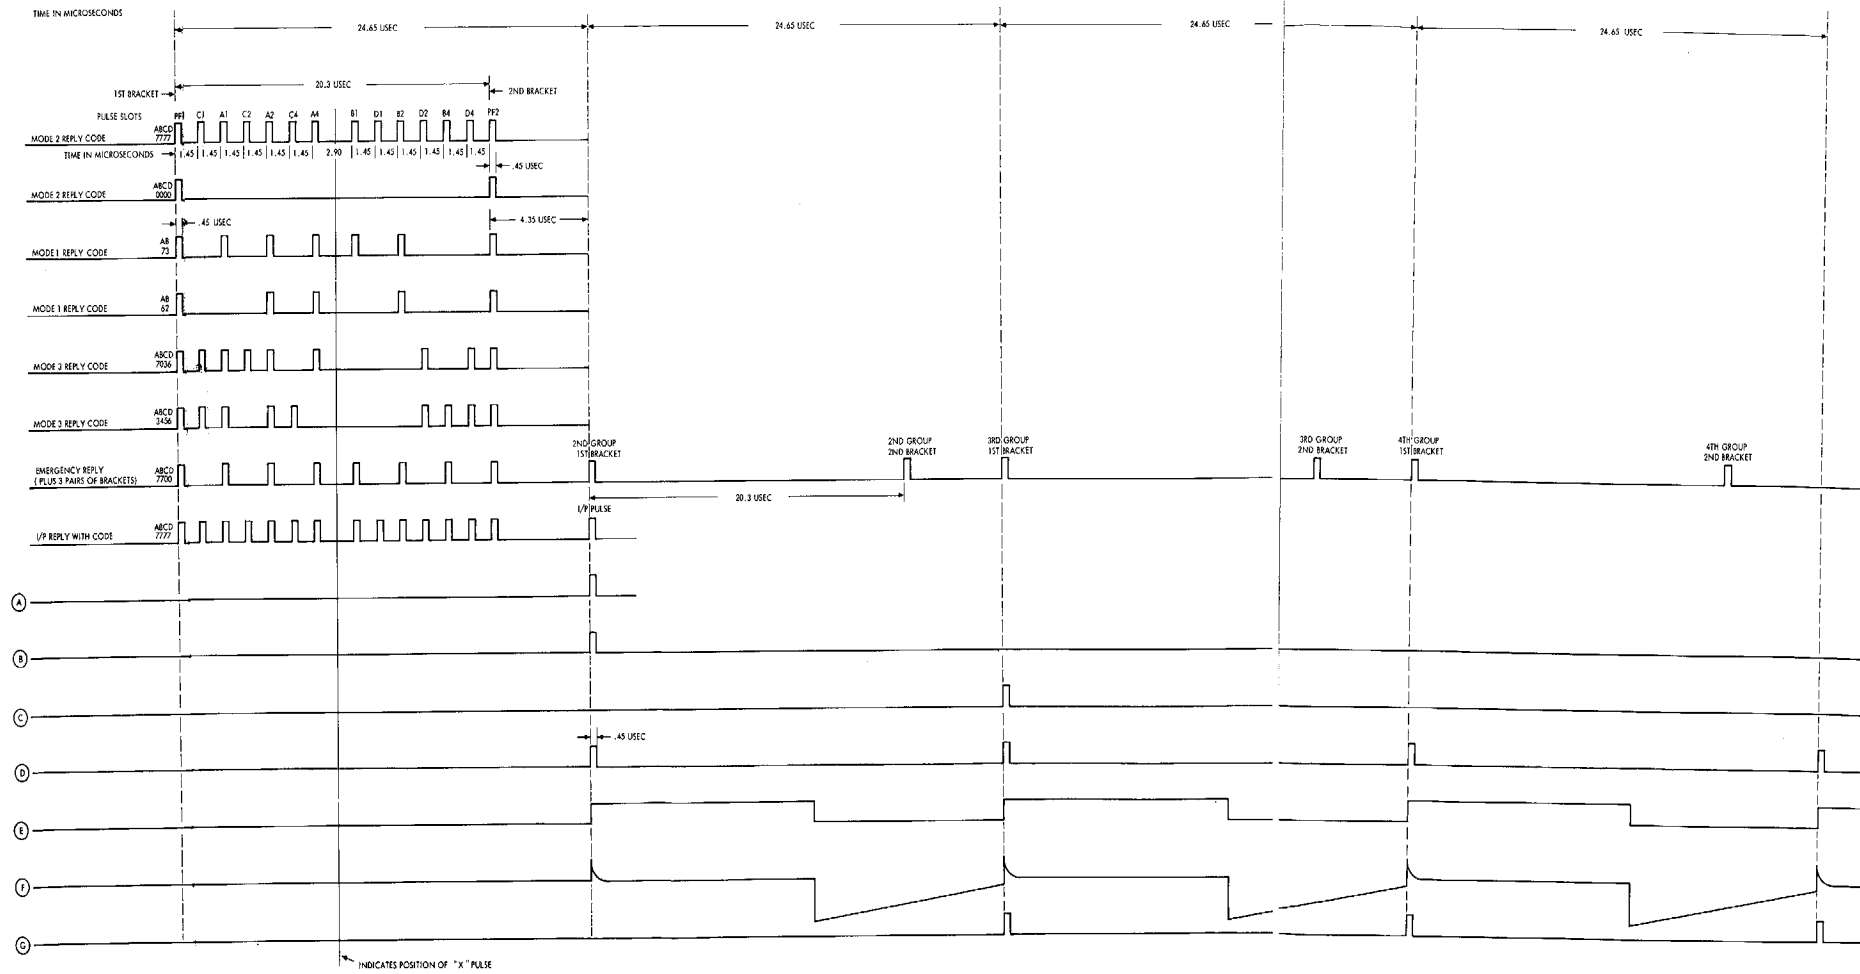 TIME IN MICROSECONDS
24.65 USEC 24.65 USEC 24.65 USEC 24.65 USEC
20.3 USEC
1ST BRACKET 2ND BRACKET
PULSE SLOTS PF1 C1 A1 C2 A2 C4 A4 B1 D1 B2 D2 B4 D4 PF2
MODE 2 REPLY CODE ABCD 7777
TIME IN MICROSECONDS 1.45 1.45 1.45 1.45 1.45 1.45 2.90 1.45 1.45 1.45 1.45 1.45 1.45
.45 USEC
MODE 2 REPLY CODE ABCD 0000
.45 USEC 4.35 USEC
MODE 1 REPLY CODE AB 73
MODE 1 REPLY CODE AB 62
MODE 3 REPLY CODE ABCD 7036
MODE 3 REPLY CODE ABCD 3456
2ND GROUP 1ST BRACKET
2ND GROUP 2ND BRACKET
3RD GROUP 1ST BRACKET
3RD GROUP 2ND BRACKET
4TH GROUP 1ST BRACKET
4TH GROUP 2ND BRACKET
EMERGENCY REPLY ABCD
(PLUS 3 PAIRS OF BRACKETS) 7700
20.3 USEC
I/P PULSE
I/P REPLY WITH CODE ABCD 7777
A
B
C
.45 USEC
D
E
F
G
INDICATES POSITION OF "X" PULSE